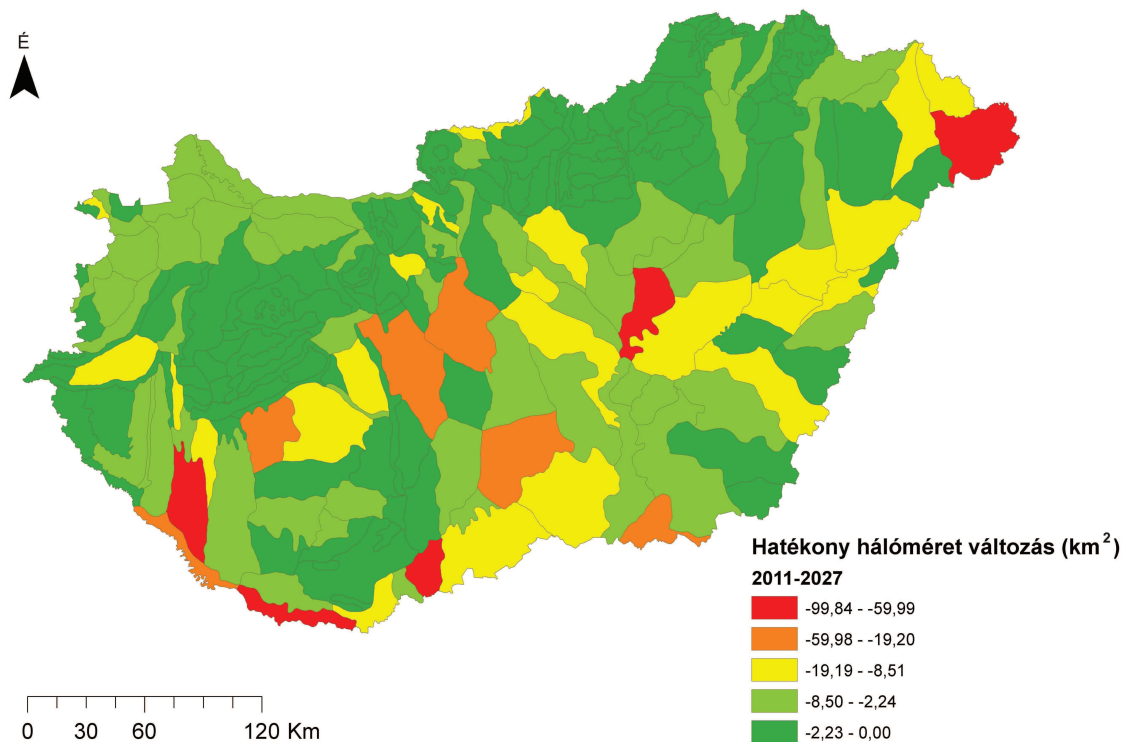 É
Hatékony hálóméret változás (km²)
2011-2027
-99,84 - -59,99
-59,98 - -19,20
-19,19 - -8,51
-8,50 - -2,24
-2,23 - 0,00
0 30 60 120 Km